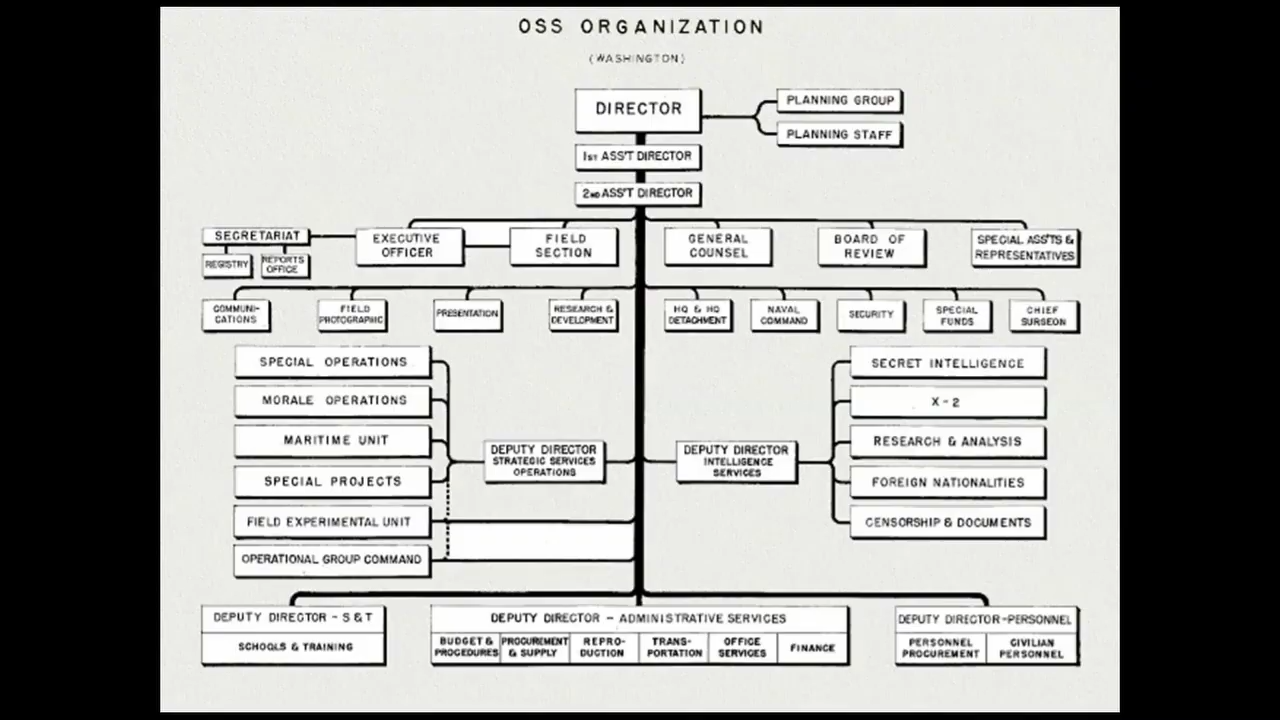 OSS ORGANIZATION
(WASHINGTON)
DIRECTOR
PLANNING GROUP
PLANNING STAFF
1ST ASS'T DIRECTOR
2ND ASS'T DIRECTOR
SECRETARIAT
REGISTRY
REPORTS
OFFICE
EXECUTIVE
OFFICER
FIELD
SECTION
GENERAL
COUNSEL
BOARD OF
REVIEW
SPECIAL ASS'TS &
REPRESENTATIVES
COMMUNI-
CATIONS
FIELD
PHOTOGRAPHIC
PRESENTATION
RESEARCH &
DEVELOPMENT
HQ & HQ
DETACHMENT
NAVAL
COMMAND
SECURITY
SPECIAL
FUNDS
CHIEF
SURGEON
SPECIAL OPERATIONS
MORALE OPERATIONS
MARITIME UNIT
SPECIAL PROJECTS
FIELD EXPERIMENTAL UNIT
OPERATIONAL GROUP COMMAND
DEPUTY DIRECTOR
STRATEGIC SERVICES
OPERATIONS
DEPUTY DIRECTOR
INTELLIGENCE
SERVICES
SECRET INTELLIGENCE
X-2
RESEARCH & ANALYSIS
FOREIGN NATIONALITIES
CENSORSHIP & DOCUMENTS
DEPUTY DIRECTOR - S & T
SCHOOLS & TRAINING
DEPUTY DIRECTOR - ADMINISTRATIVE SERVICES
BUDGET &
PROCEDURES
PROCUREMENT
& SUPPLY
REPRO-
DUCTION
TRANS-
PORTATION
OFFICE
SERVICES
FINANCE
DEPUTY DIRECTOR-PERSONNEL
PERSONNEL
PROCUREMENT
CIVILIAN
PERSONNEL